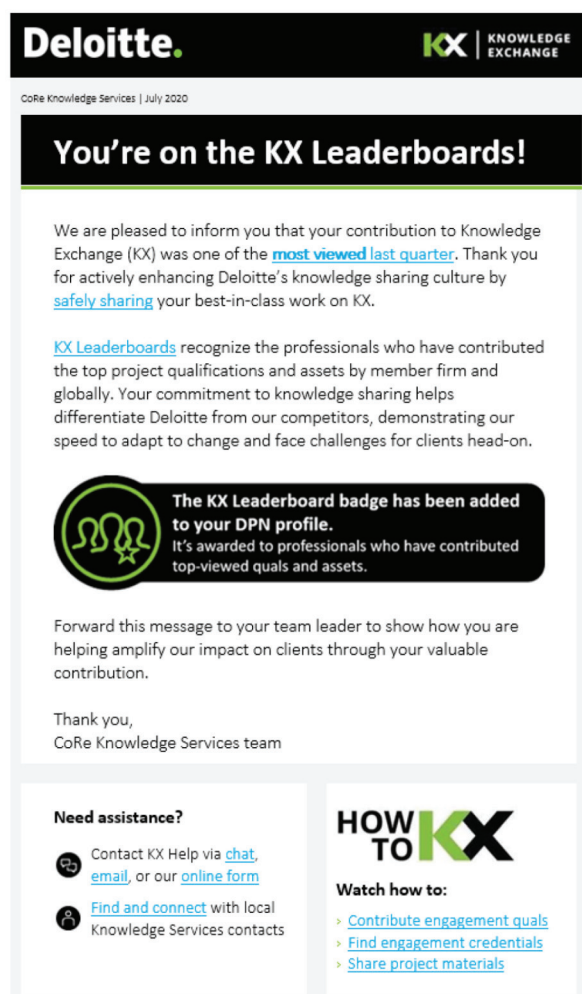 Deloitte.
KX | KNOWLEDGE
EXCHANGE
CoRe Knowledge Services | July 2020
You're on the KX Leaderboards!
We are pleased to inform you that your contribution to Knowledge
Exchange (KX) was one of the most viewed last quarter. Thank you
for actively enhancing Deloitte's knowledge sharing culture by
safely sharing your best-in-class work on KX.
KX Leaderboards recognize the professionals who have contributed
the top project qualifications and assets by member firm and
globally. Your commitment to knowledge sharing helps
differentiate Deloitte from our competitors, demonstrating our
speed to adapt to change and face challenges for clients head-on.
The KX Leaderboard badge has been added
to your DPN profile.
It's awarded to professionals who have contributed
top-viewed quals and assets.
Forward this message to your team leader to show how you are
helping amplify our impact on clients through your valuable
contribution.
Thank you,
CoRe Knowledge Services team
Need assistance?
Contact KX Help via chat,
email, or our online form
Find and connect with local
Knowledge Services contacts
HOW
TO KX
Watch how to:
› Contribute engagement quals
› Find engagement credentials
› Share project materials